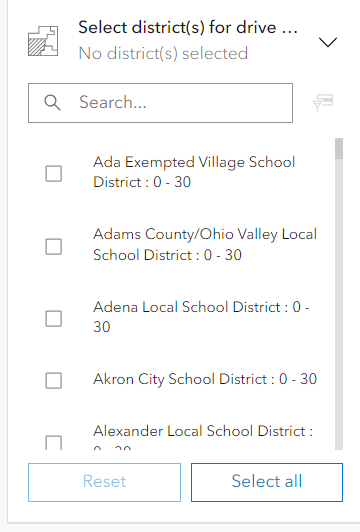 Select district(s) for drive ...
No district(s) selected
Search...
Ada Exempted Village School
District : 0 - 30
Adams County/Ohio Valley Local
School District : 0 - 30
Adena Local School District : 0 -
30
Akron City School District : 0 - 30
Alexander Local School District :
0 - 30
Reset
Select all